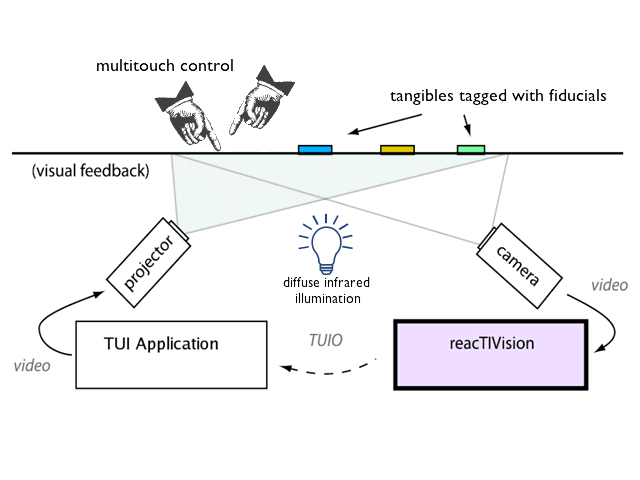 multitouch control
tangibles tagged with fiducials
(visual feedback)
projector
camera
diffuse infrared
illumination
video
TUI Application
TUIO
reacTIVision
video